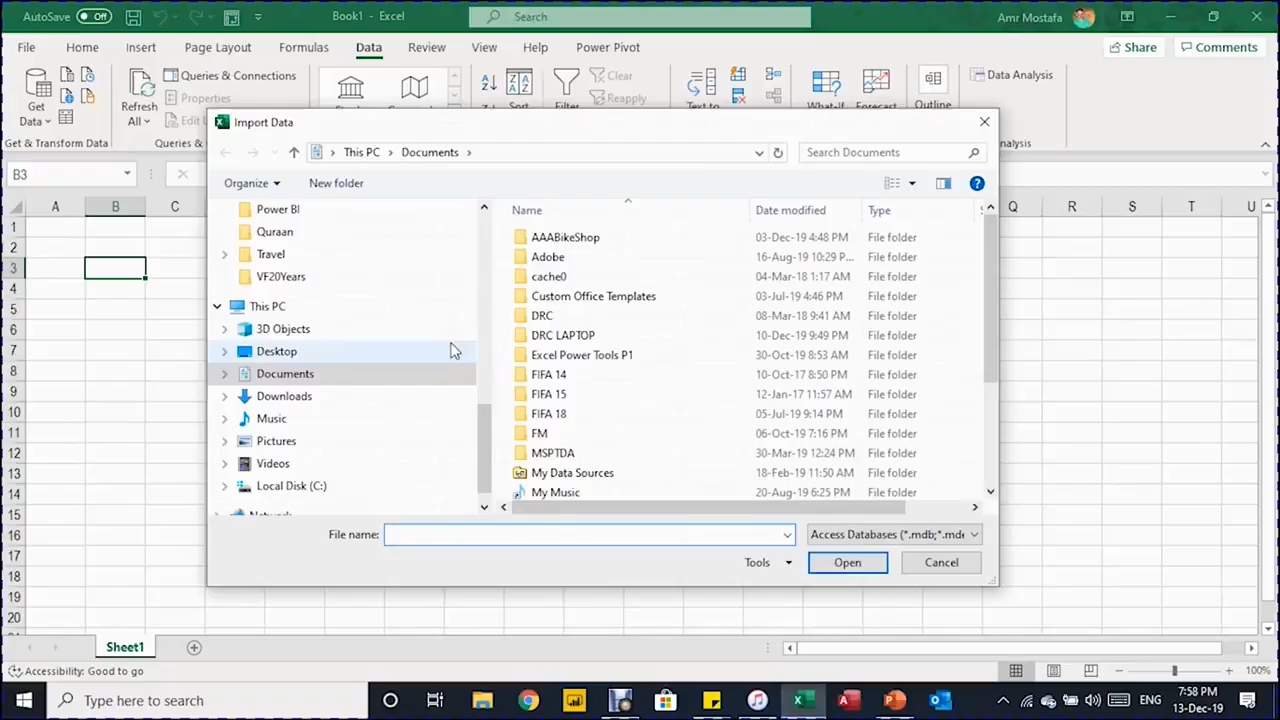 AutoSave Off Book1 - Excel Search Amr Mostafa
File Home Insert Page Layout Formulas Data Review View Help Power Pivot Share Comments
Queries & Connections Clear Data Analysis
Get Data Refresh All Properties Sort Filter Reapply Text to What-If Forecast Outline
Get & Transform Data Queries &
Import Data
B3
This PC Documents Search Documents
Organize New folder
A B C Q R S T U
Power BI
Quraan
Travel
VF20Years
This PC
3D Objects
Desktop
Documents
Downloads
Music
Pictures
Videos
Local Disk (C:)
Name Date modified Type
AAABikeShop 03-Dec-19 4:48 PM File folder
Adobe 16-Aug-19 10:29 P... File folder
cache0 04-Mar-18 1:17 AM File folder
Custom Office Templates 03-Jul-19 4:46 PM File folder
DRC 08-Mar-18 9:41 AM File folder
DRC LAPTOP 10-Dec-19 9:49 PM File folder
Excel Power Tools P1 30-Oct-19 8:53 AM File folder
FIFA 14 10-Oct-17 8:50 PM File folder
FIFA 15 12-Jan-17 11:57 AM File folder
FIFA 18 05-Jul-19 9:14 PM File folder
FM 06-Oct-19 7:16 PM File folder
MSPTDA 30-Mar-19 12:24 PM File folder
My Data Sources 18-Feb-19 11:50 AM File folder
My Music 20-Aug-19 6:25 PM File folder
File name: Access Databases (*.mdb;*.mde
Tools Open Cancel
1
2
3
4
5
6
7
8
9
10
11
12
13
14
15
16
17
18
19
20
Sheet1
Accessibility: Good to go 100%
Type here to search ENG 7:58 PM
13-Dec-19